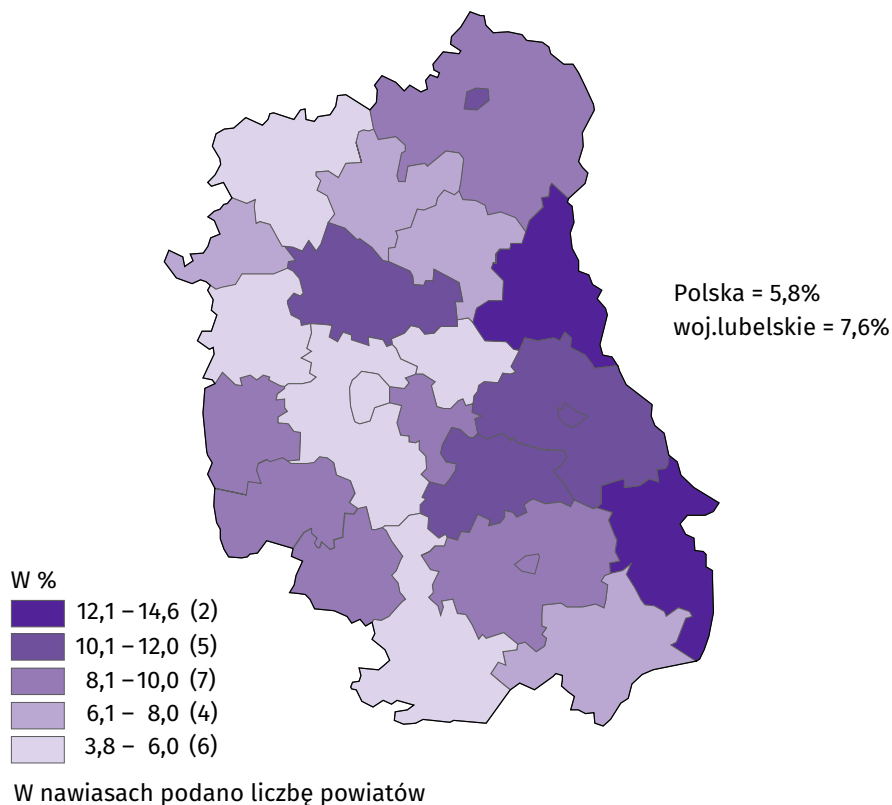 Polska = 5,8%
woj.lubelskie = 7,6%
W %
12,1 – 14,6 (2)
10,1 – 12,0 (5)
8,1 – 10,0 (7)
6,1 – 8,0 (4)
3,8 – 6,0 (6)
W nawiasach podano liczbę powiatów